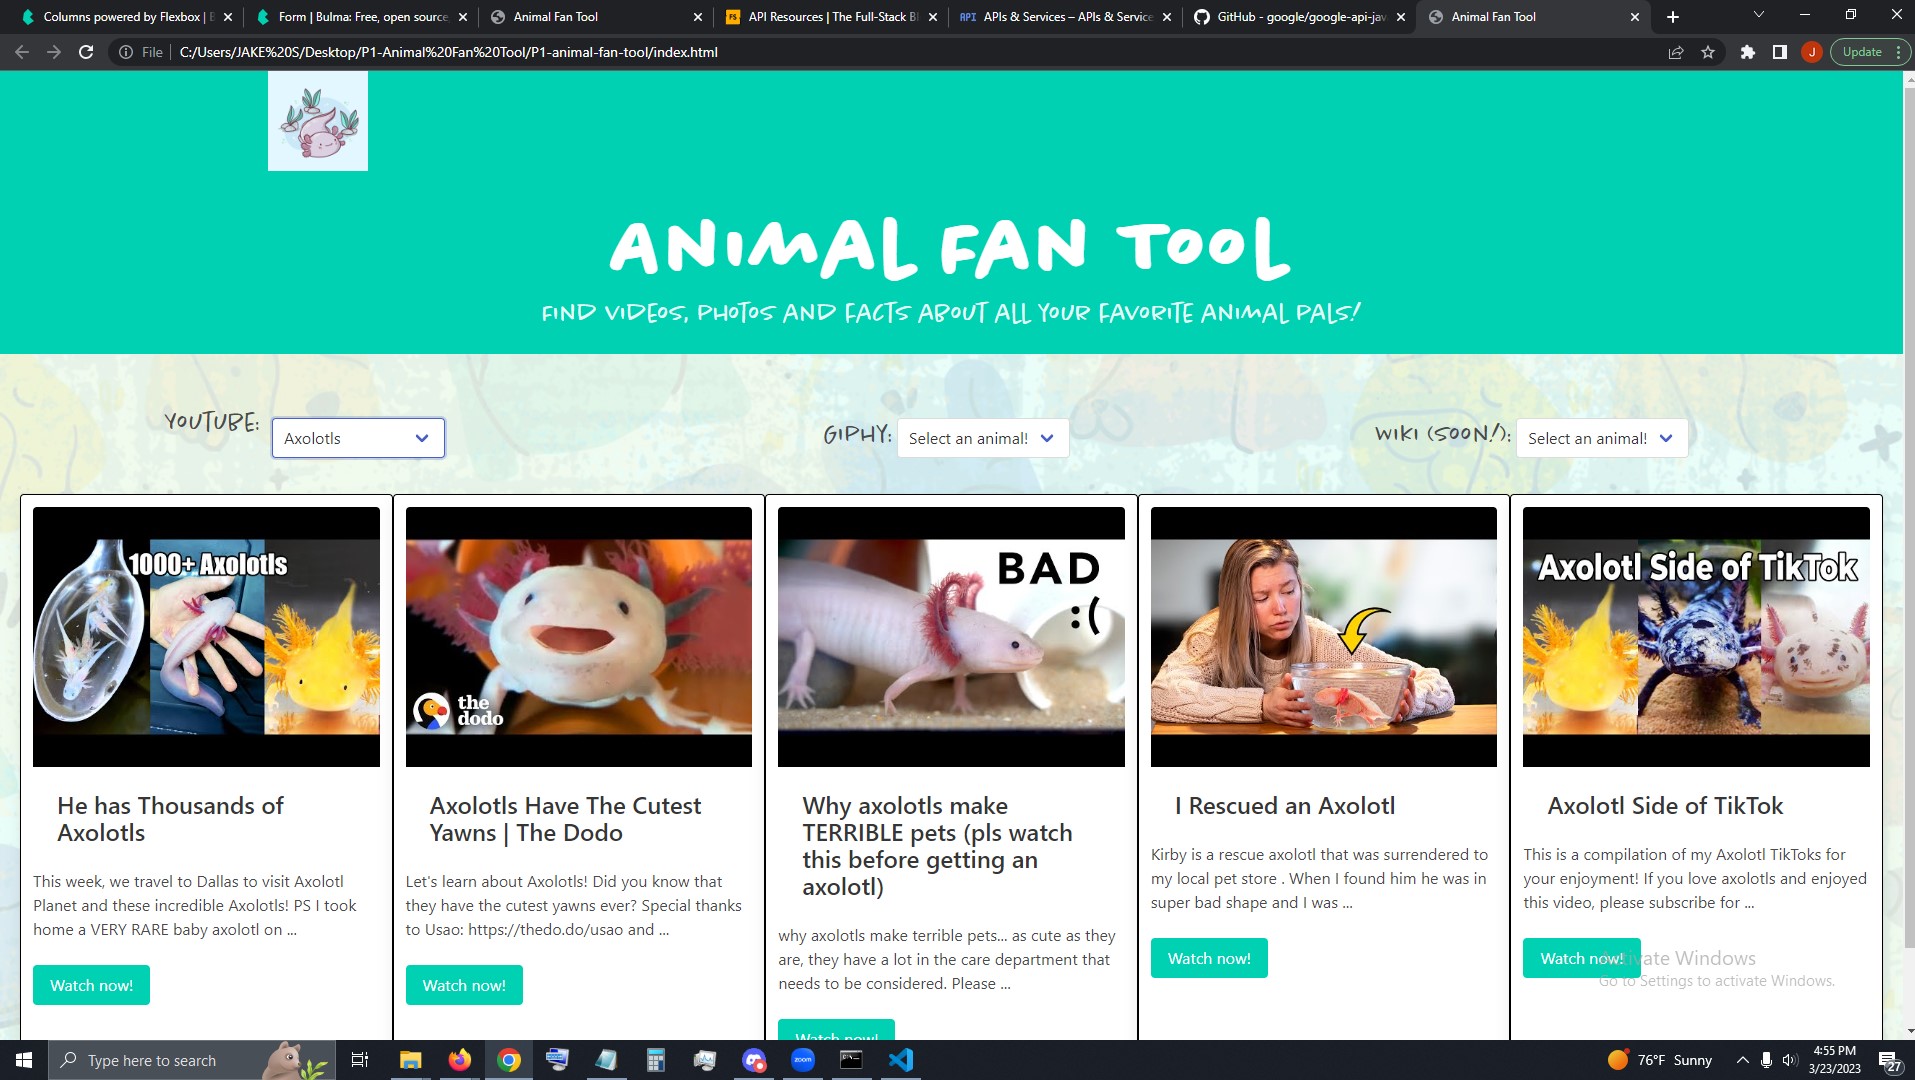 Columns powered by Flexbox | B
Form | Bulma: Free, open source,
Animal Fan Tool
API Resources | The Full-Stack Bl
APIs & Services – APIs & Service
GitHub - google/google-api-jav
Animal Fan Tool
File
C:/Users/JAKE%20S/Desktop/P1-Animal%20Fan%20Tool/P1-animal-fan-tool/index.html
J
Update
ANIMAL FAN TOOL
FIND VIDEOS, PHOTOS AND FACTS ABOUT ALL YOUR FAVORITE ANIMAL PALS!
YOUTUBE:
Axolotls
GIPHY:
Select an animal!
WIKI (SOON!):
Select an animal!
1000+ Axolotls
the
dodo
BAD
:(
Axolotl Side of TikTok
He has Thousands of
Axolotls
This week, we travel to Dallas to visit Axolotl
Planet and these incredible Axolotls! PS I took
home a VERY RARE baby axolotl on ...
Watch now!
Axolotls Have The Cutest
Yawns | The Dodo
Let's learn about Axolotls! Did you know that
they have the cutest yawns ever? Special thanks
to Usao: https://thedo.do/usao and ...
Watch now!
Why axolotls make
TERRIBLE pets (pls watch
this before getting an
axolotl)
why axolotls make terrible pets... as cute as they
are, they have a lot in the care department that
needs to be considered. Please ...
Watch now!
I Rescued an Axolotl
Kirby is a rescue axolotl that was surrendered to
my local pet store . When I found him he was in
super bad shape and I was ...
Watch now!
Axolotl Side of TikTok
This is a compilation of my Axolotl TikToks for
your enjoyment! If you love axolotls and enjoyed
this video, please subscribe for ...
Watch now!
Activate Windows
Go to Settings to activate Windows.
Type here to search
zoom
76°F Sunny
4:55 PM
3/23/2023
27